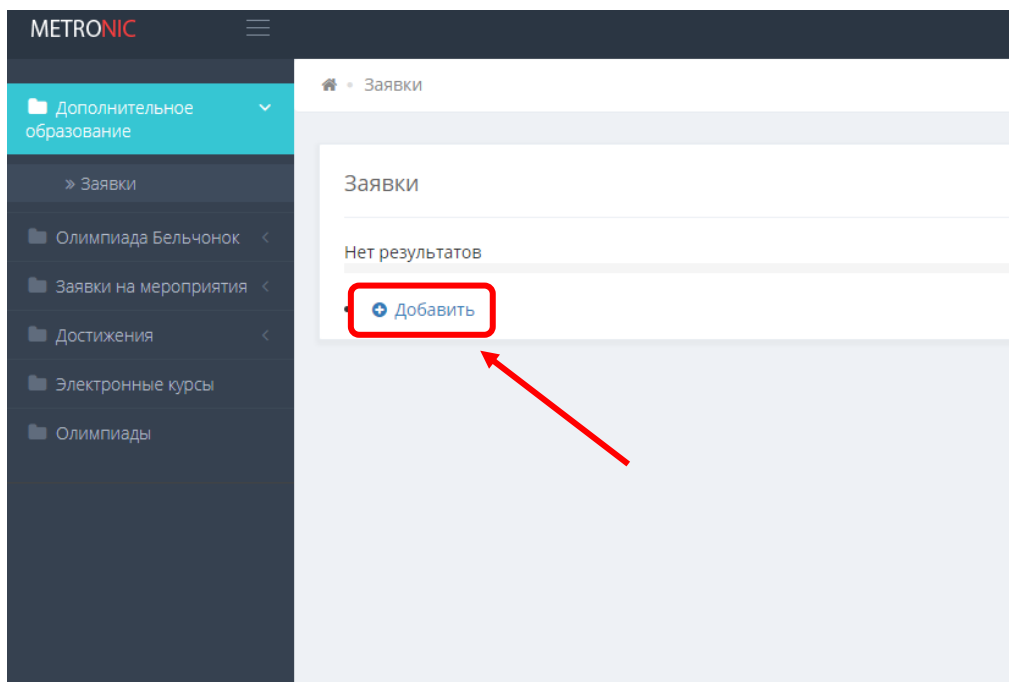 METRONIC
Заявки
Дополнительное
образование
» Заявки
Олимпиада Бельчонок
Заявки на мероприятия
Достижения
Электронные курсы
Олимпиады
Заявки
Нет результатов
Добавить